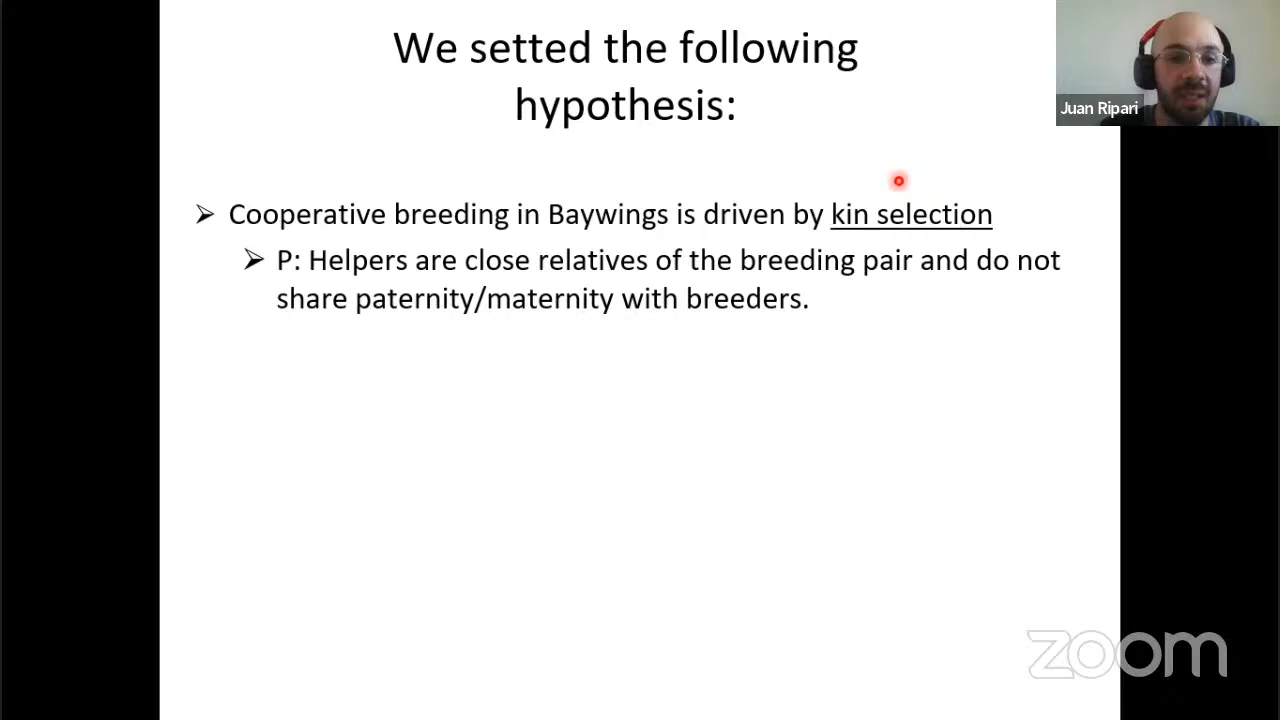 We setted the following
hypothesis:
Juan Ripari
➢ Cooperative breeding in Baywings is driven by kin selection
➢ P: Helpers are close relatives of the breeding pair and do not
share paternity/maternity with breeders.
zoom